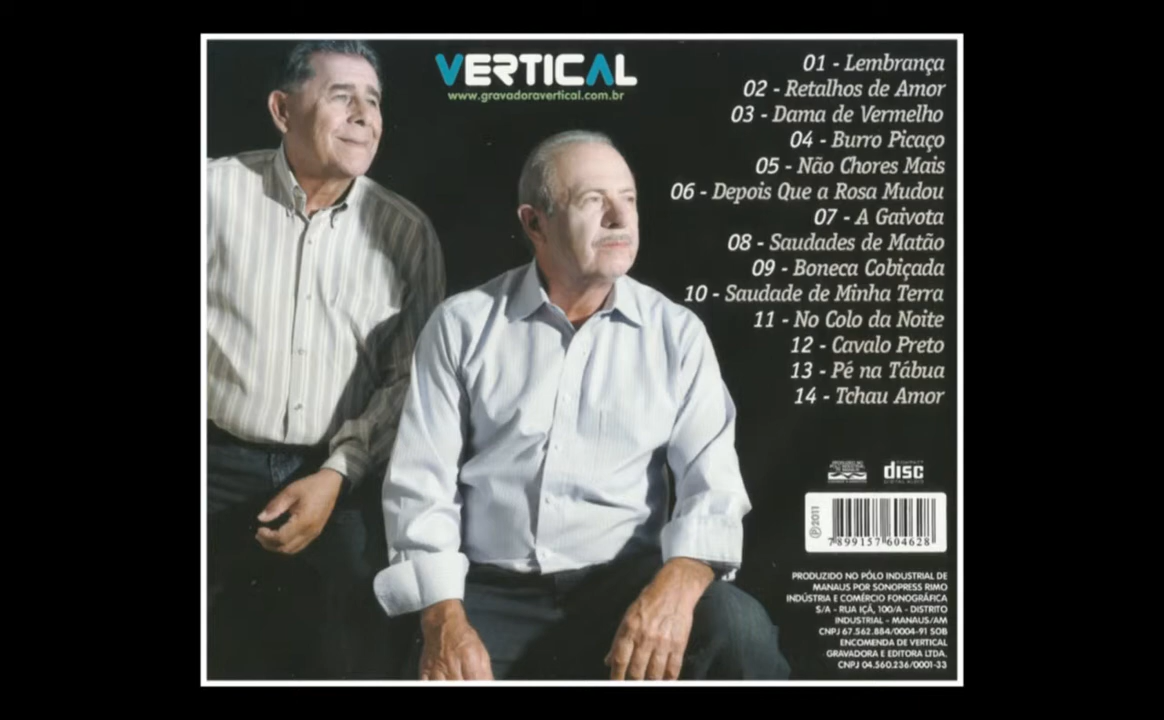 VERTICAL
www.gravadoravertical.com.br
01 - Lembrança
02 - Retalhos de Amor
03 - Dama de Vermelho
04 - Burro Picaço
05 - Não Chores Mais
06 - Depois Que a Rosa Mudou
07 - A Gaivota
08 - Saudades de Matão
09 - Boneca Cobiçada
10 - Saudade de Minha Terra
11 - No Colo da Noite
12 - Cavalo Preto
13 - Pé na Tábua
14 - Tchau Amor
COMPACT
disc
DIGITAL AUDIO
℗2011
7899157604628
PRODUZIDO NO PÓLO INDUSTRIAL DE
MANAUS POR SONOPRESS RIMO
INDÚSTRIA E COMÉRCIO FONOGRÁFICA
S/A - RUA IÇÁ, 100/A - DISTRITO
INDUSTRIAL - MANAUS/AM
CNPJ 67.562.884/0004-91 SOB
ENCOMENDA DE VERTICAL
GRAVADORA E EDITORA LTDA.
CNPJ 04.560.236/0001-33